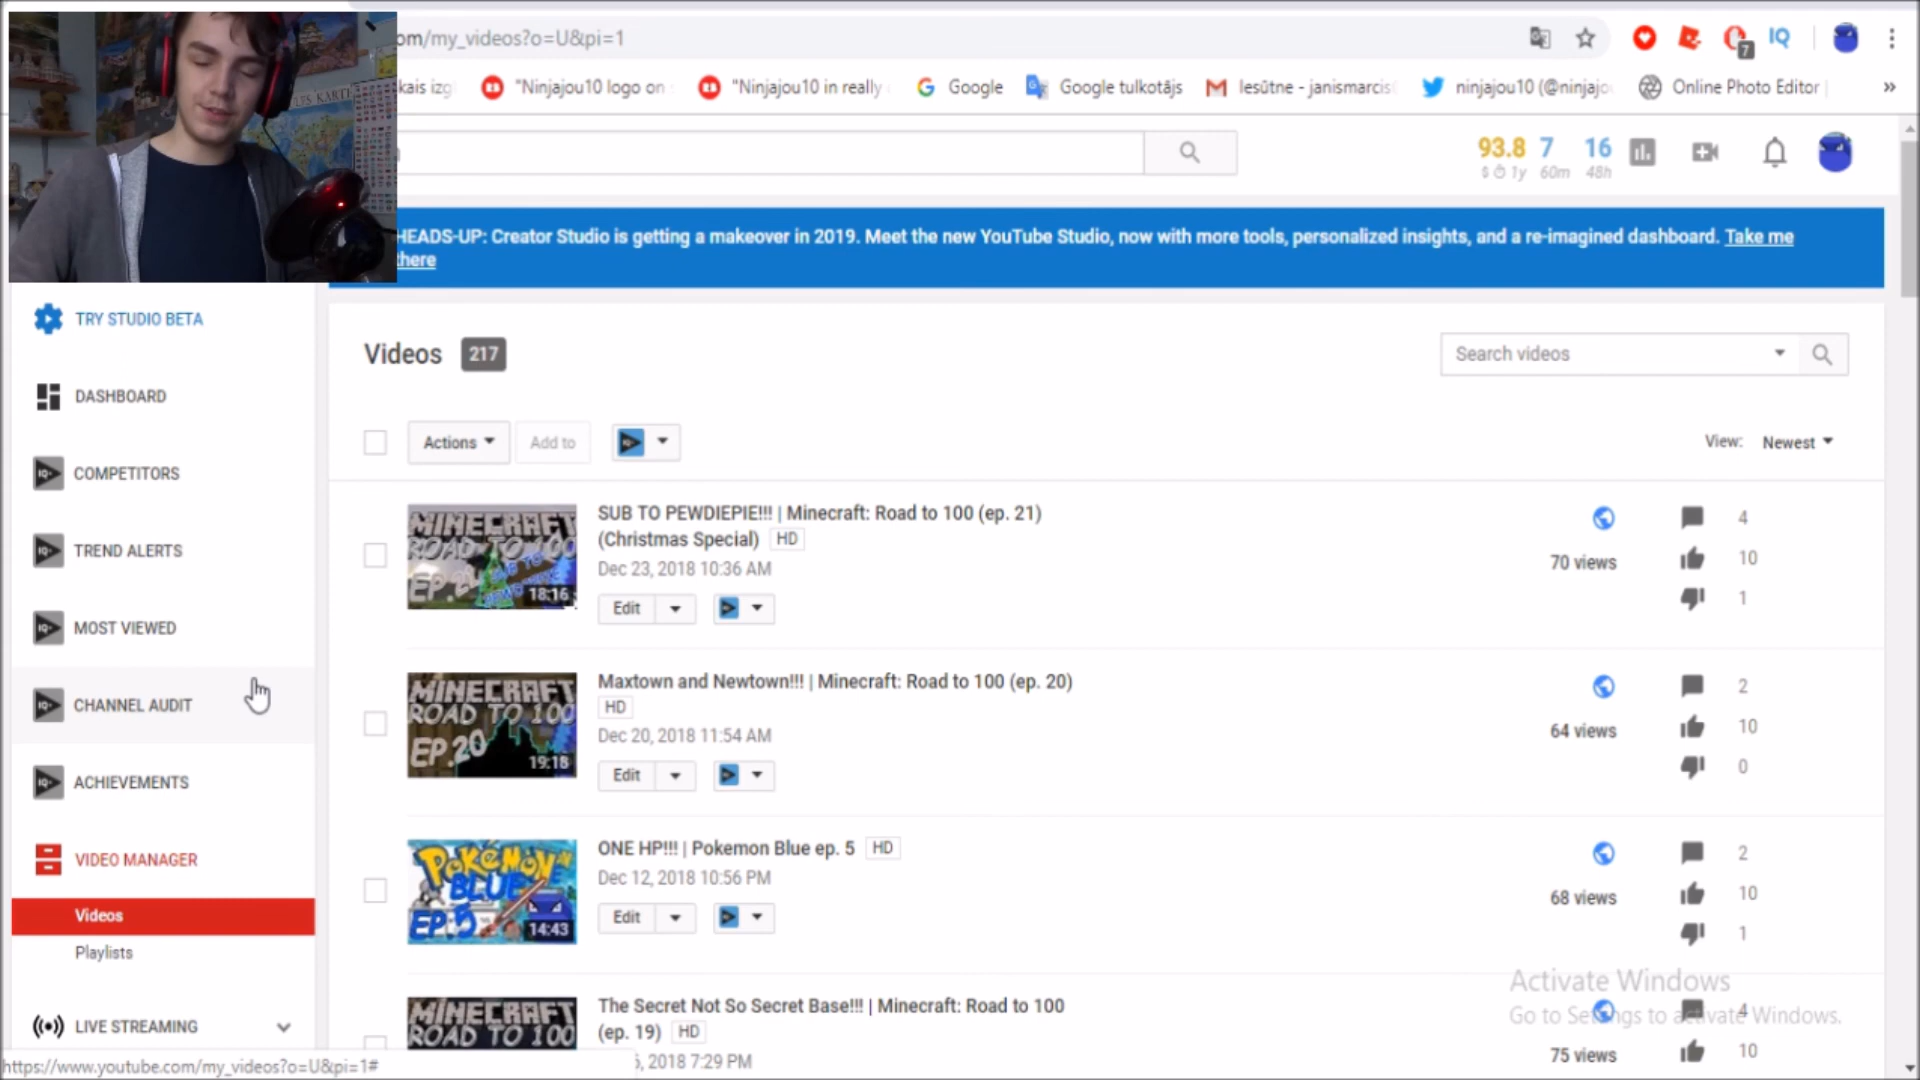 om/my_videos?o=U&pi=1
7
IQ
kais izg
"Ninjajou10 logo on
"Ninjajou10 in really
Google
Google tulkotājs
Iesūtne - janismarcis
ninjajou10 (@ninjajo
Online Photo Editor
»
93.8 7 16
$ 1y 60m 48h
HEADS-UP: Creator Studio is getting a makeover in 2019. Meet the new YouTube Studio, now with more tools, personalized insights, and a re-imagined dashboard. Take me
there
TRY STUDIO BETA
DASHBOARD
COMPETITORS
TREND ALERTS
MOST VIEWED
CHANNEL AUDIT
ACHIEVEMENTS
VIDEO MANAGER
Videos
Playlists
LIVE STREAMING
Videos 217
Search videos
Actions
Add to
View: Newest
MINECRAFT
ROAD TO 100
18:16
SUB TO PEWDIEPIE!!! | Minecraft: Road to 100 (ep. 21)
(Christmas Special) HD
Dec 23, 2018 10:36 AM
Edit
70 views
4
10
1
MINECRAFT
ROAD TO 100
EP.20
19:18
Maxtown and Newtown!!! | Minecraft: Road to 100 (ep. 20)
HD
Dec 20, 2018 11:54 AM
Edit
64 views
2
10
0
POKéMON
BLUE
EP.5
14:43
ONE HP!!! | Pokemon Blue ep. 5 HD
Dec 12, 2018 10:56 PM
Edit
68 views
2
10
1
MINECRAFT
ROAD TO 100
The Secret Not So Secret Base!!! | Minecraft: Road to 100
(ep. 19) HD
, 2018 7:29 PM
75 views
4
10
Activate Windows
Go to Settings to activate Windows.
https://www.youtube.com/my_videos?o=U&pi=1#